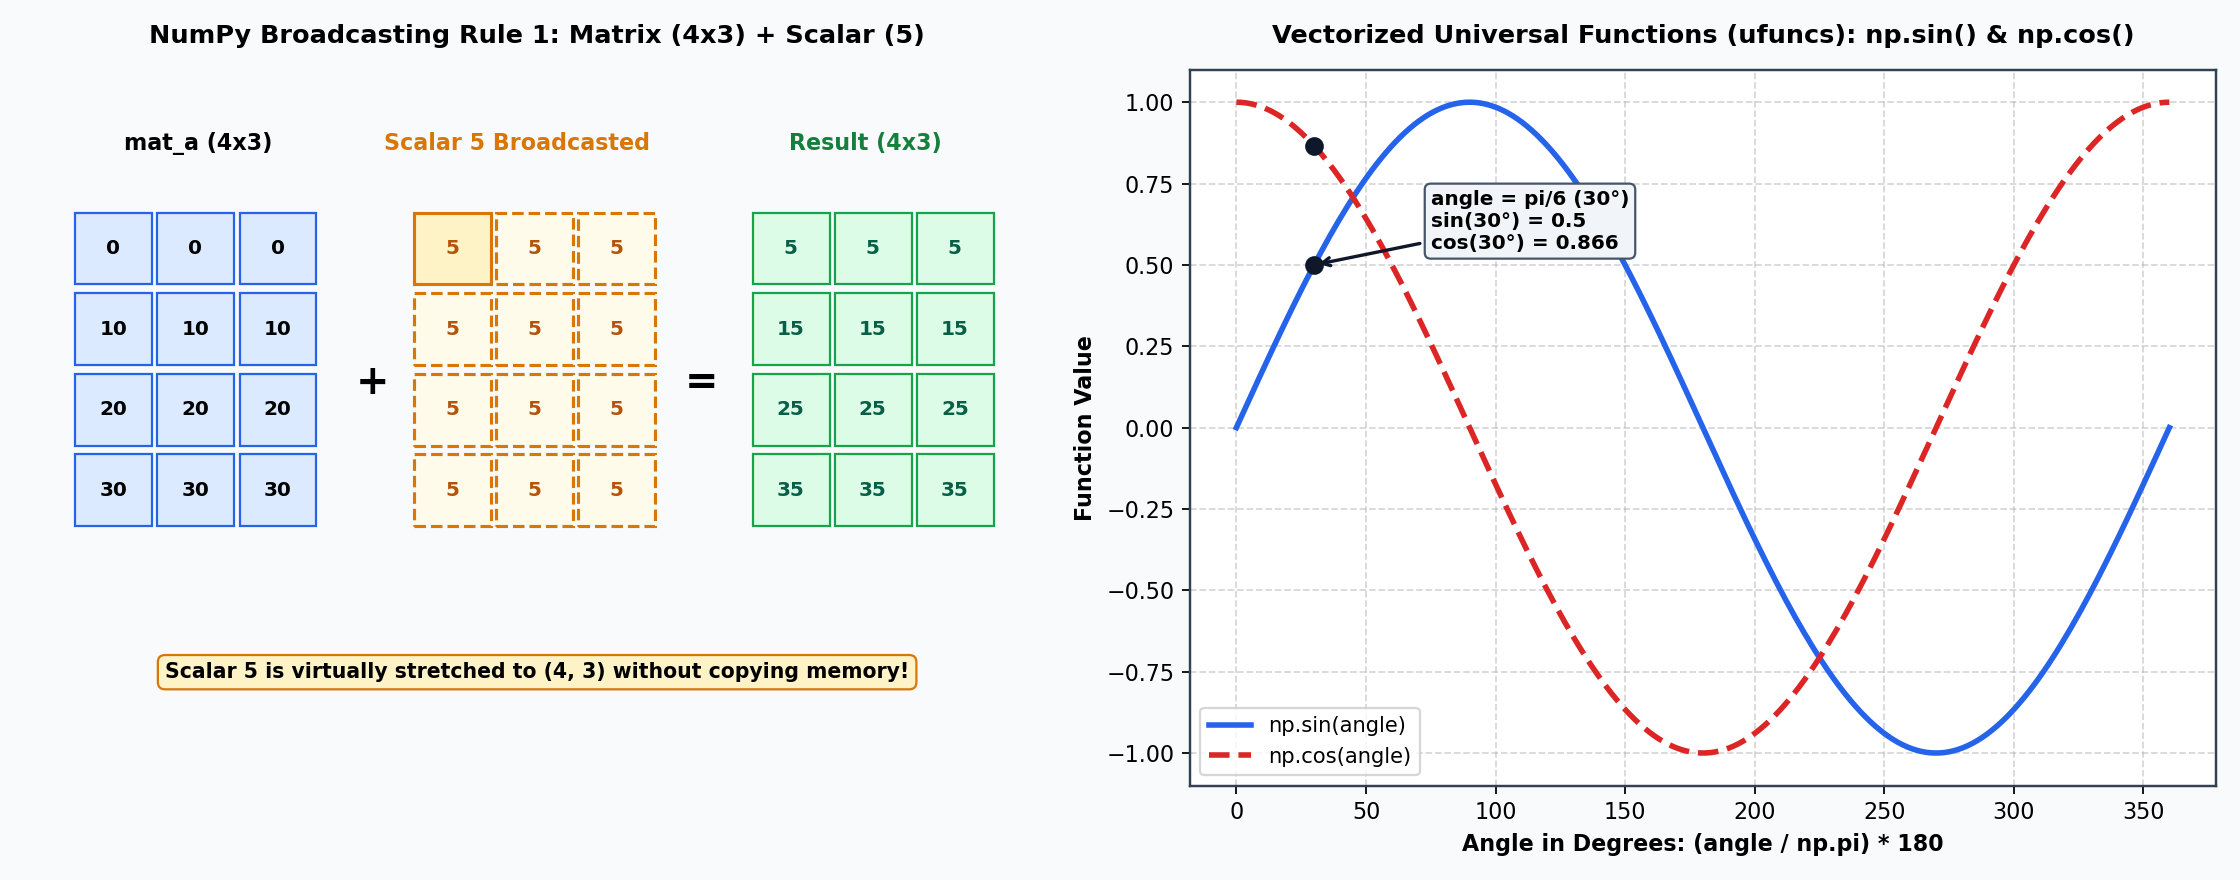 NumPy Broadcasting Rule 1: Matrix (4x3) + Scalar (5)
mat_a (4x3)
Scalar 5 Broadcasted
Result (4x3)
0 0 0 5 5 5 5 5 5
10 10 10 5 5 5 15 15 15
+ =
20 20 20 5 5 5 25 25 25
30 30 30 5 5 5 35 35 35
Scalar 5 is virtually stretched to (4, 3) without copying memory!
Vectorized Universal Functions (ufuncs): np.sin() & np.cos()
Function Value
1.00
0.75
0.50
0.25
0.00
−0.25
−0.50
−0.75
−1.00
angle = pi/6 (30°)
sin(30°) = 0.5
cos(30°) = 0.866
np.sin(angle)
np.cos(angle)
0 50 100 150 200 250 300 350
Angle in Degrees: (angle / np.pi) * 180